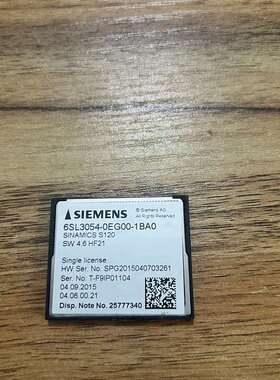 SIEMENS
© Siemens AG
All Rights Reserved
6SL3054-0EG00-1BA0
SINAMICS S120
SW 4.6 HF21
Single license
HW Ser. No. SPG2015040703261
Ser. No. T-F9IP01104
04.09.2015
04.06.00.21
Disp. Note No. 25777340